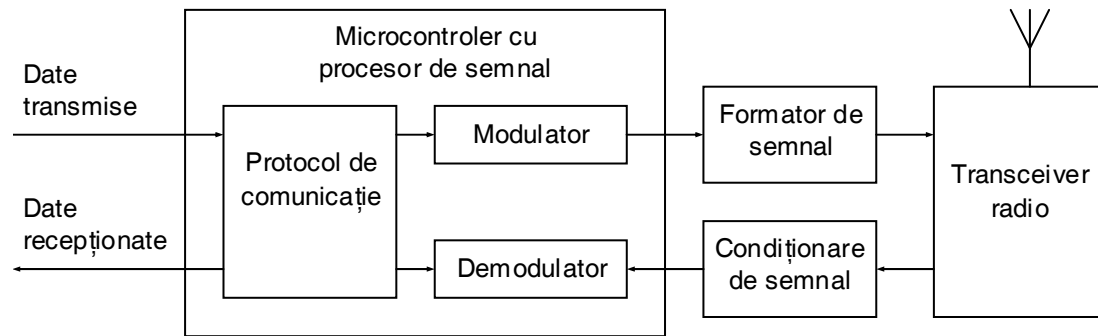 Microcontroler cu
procesor de semnal
Date
transmise
Protocol de
comunicație
Modulator
Formator de
semnal
Transceiver
radio
Date
recepționate
Demodulator
Condiționare
de semnal